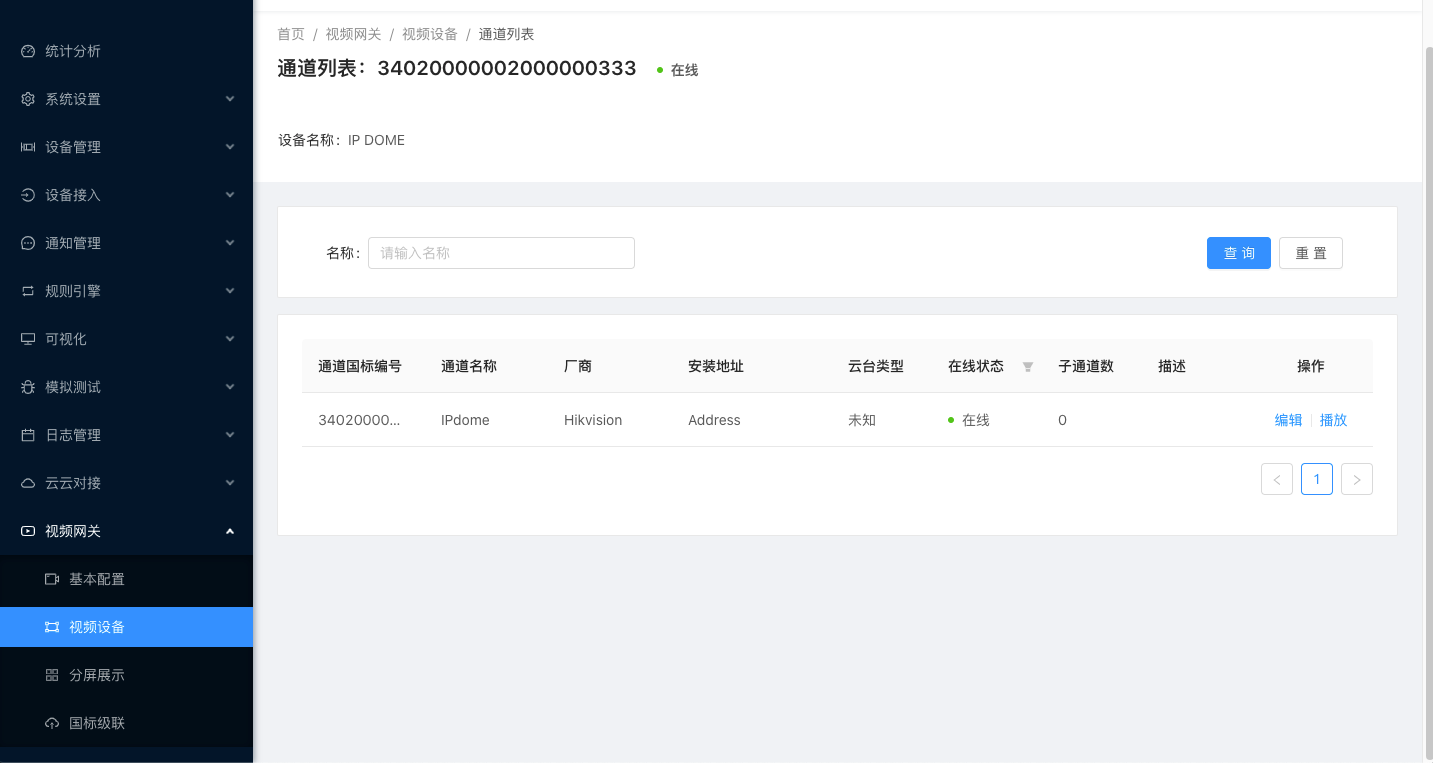 统计分析
系统设置
设备管理
设备接入
通知管理
规则引擎
可视化
模拟测试
日志管理
云云对接
视频网关
基本配置
视频设备
分屏展示
国标级联
首页 / 视频网关 / 视频设备 / 通道列表
通道列表：34020000002000000333 在线
设备名称：IP DOME
名称： 请输入名称 查 询 重 置
通道国标编号 通道名称 厂商 安装地址 云台类型 在线状态 子通道数 描述 操作
34020000... IPdome Hikvision Address 未知 在线 0 编辑 播放
< 1 >